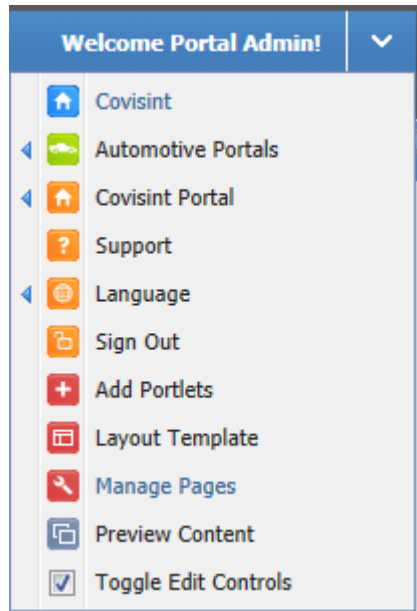 Welcome Portal Admin!
Covisint
Automotive Portals
Covisint Portal
Support
Language
Sign Out
Add Portlets
Layout Template
Manage Pages
Preview Content
Toggle Edit Controls